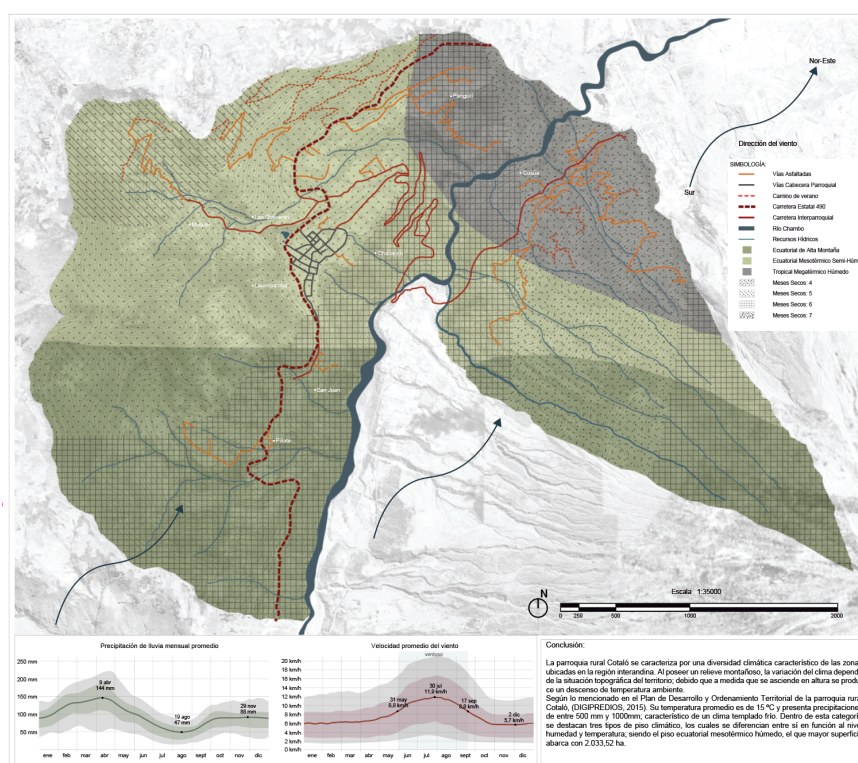 Nor-Este
Dirección del viento
Sur
SIMBOLOGÍA:
Vías Asfaltadas
Vías Cabecera Parroquial
Camino de verano
Carretera Estatal 490
Carretera Interparroquial
Río Chambo
Recursos Hídricos
Ecuatorial de Alta Montaña
Ecuatorial Mesotérmico Semi-Húm
Tropical Megatérmico Húmedo
Meses Secos: 4
Meses Secos: 5
Meses Secos: 6
Meses Secos: 7
Panguri
Cusúa
Chacauco
San Juan
Pillate
N
Escala 1:35000
0 250 500 1000 2000
Precipitación de lluvia mensual promedio
250 mm
200 mm
150 mm
100 mm
50 mm
9 abr
144 mm
19 ago
47 mm
29 nov
88 mm
ene feb mar abr may jun jul ago sept oct nov dic
Velocidad promedio del viento
ventoso
20 km/h
18 km/h
16 km/h
14 km/h
12 km/h
10 km/h
8 km/h
6 km/h
4 km/h
2 km/h
0 km/h
31 may
8,8 km/h
30 jul
11,9 km/h
17 sep
8,8 km/h
2 dic
5,7 km/h
ene feb mar abr may jun jul ago sept oct nov dic
Conclusión:
La parroquia rural Cotaló se caracteriza por una diversidad climática característico de las zona
ubicadas en la región interandina. Al poseer un relieve montañoso, la variación del clima depend
de la situación topográfica del territorio; debido que a medida que se asciende en altura se produ
ce un descenso de temperatura ambiente.
Según lo mencionado en el Plan de Desarrollo y Ordenamiento Territorial de la parroquia rura
Cotaló, (DIGIPREDIOS, 2015). Su temperatura promedio es de 15 ºC y presenta precipitacione
de entre 500 mm y 1000mm; característico de un clima templado frío. Dentro de esta categorí
se destacan tres tipos de piso climático, los cuales se diferencian entre sí en función al nive
humedad y temperatura; siendo el piso ecuatorial mesotérmico húmedo, el que mayor superfici
abarca con 2.033,52 ha.